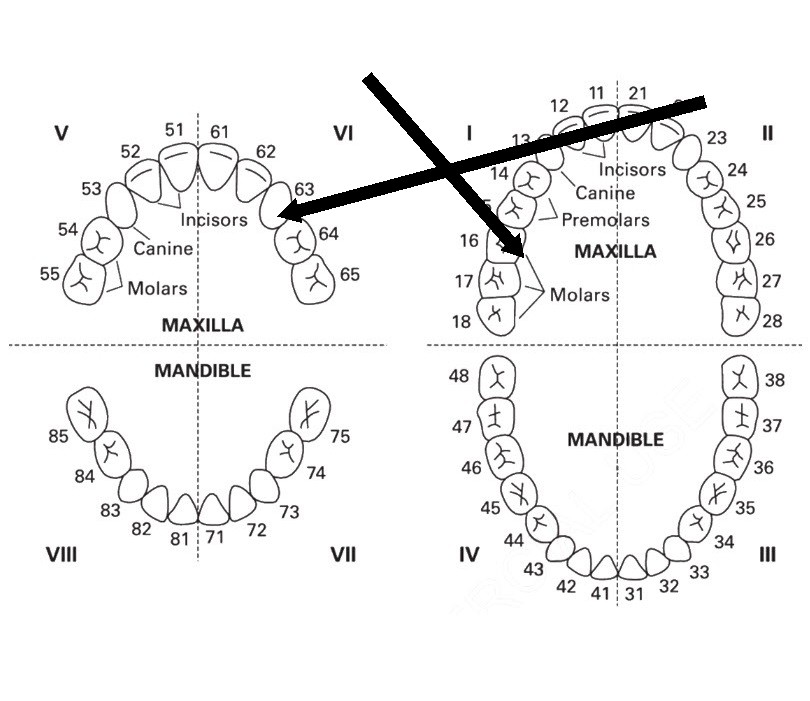 V
51
61
VI
52
62
53
63
Incisors
54
64
Canine
55
65
Molars
MAXILLA
MANDIBLE
85
75
84
74
83
73
82
72
81
71
VIII
VII
11
21
12
I
13
23
II
14
Incisors
24
Canine
25
Premolars
16
26
MAXILLA
17
27
Molars
18
28
48
38
47
37
MANDIBLE
46
36
45
35
44
34
IV
43
33
III
42
32
41
31